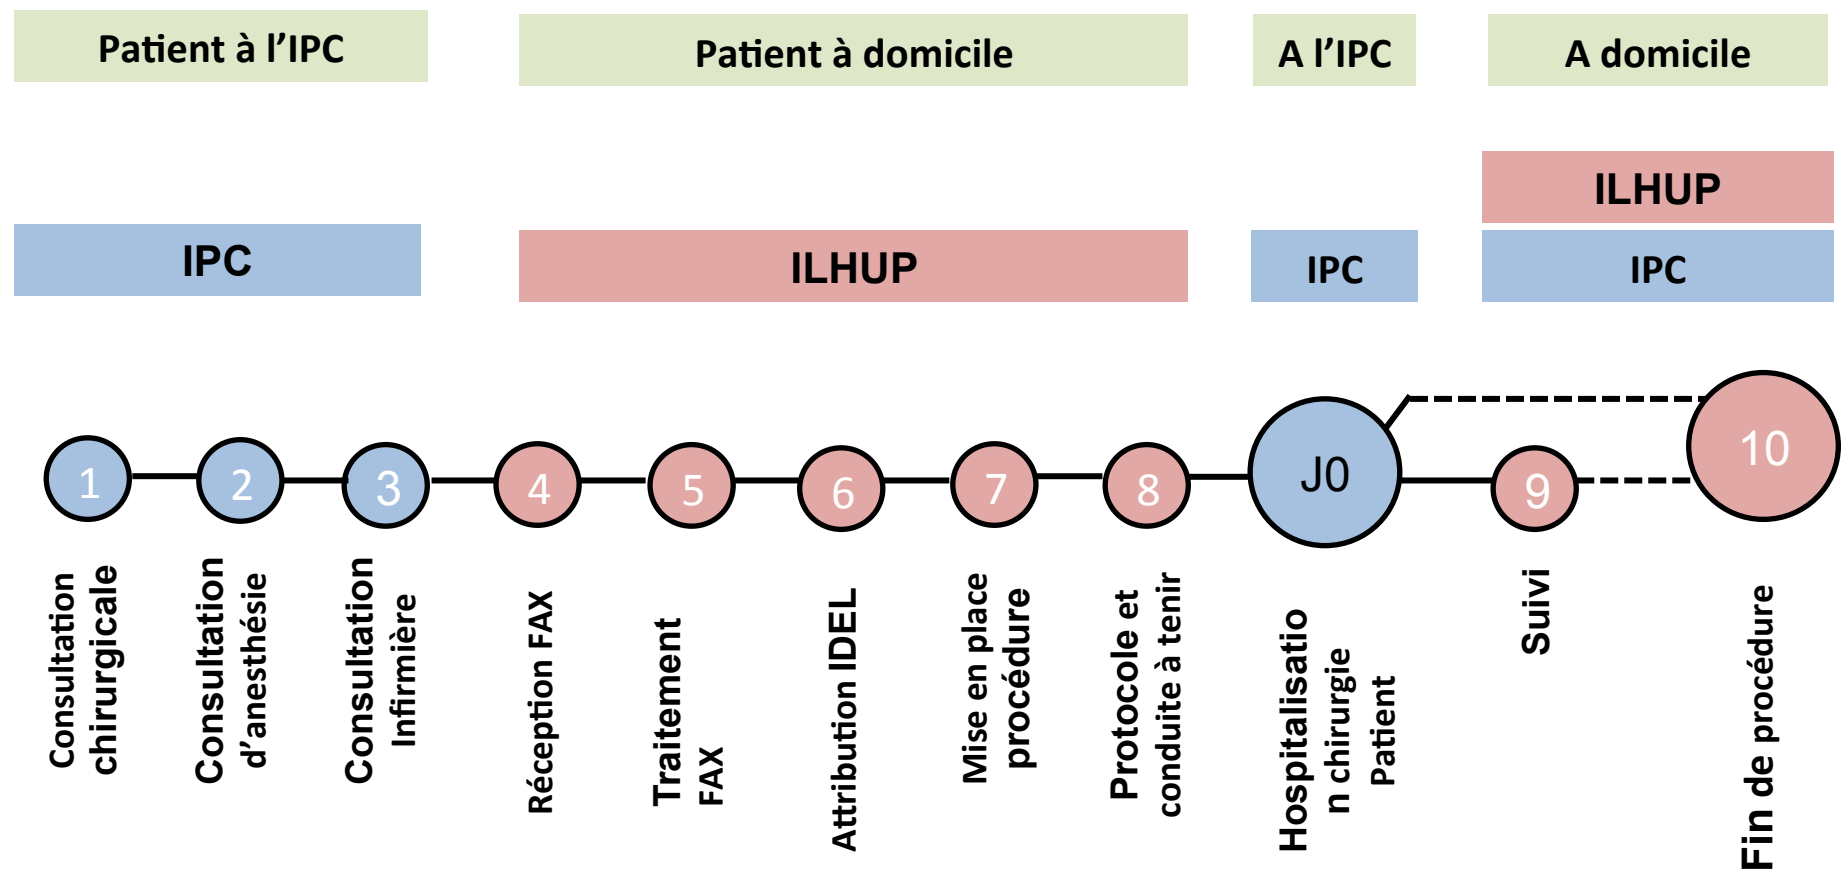 Patient à l’IPC
Patient à domicile
A l’IPC
A domicile
ILHUP
IPC
ILHUP
IPC
IPC
1
2
3
4
5
6
7
8
J0
9
10
Consultation
chirurgicale
Consultation
d’anesthésie
Consultation
Infirmière
Réception FAX
Traitement
FAX
Attribution IDEL
Mise en place
procédure
Protocole et
conduite à tenir
Hospitalisatio
n chirurgie
Patient
Suivi
Fin de procédure